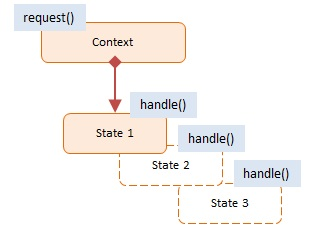 request()
Context
handle()
State 1
handle()
State 2
handle()
State 3